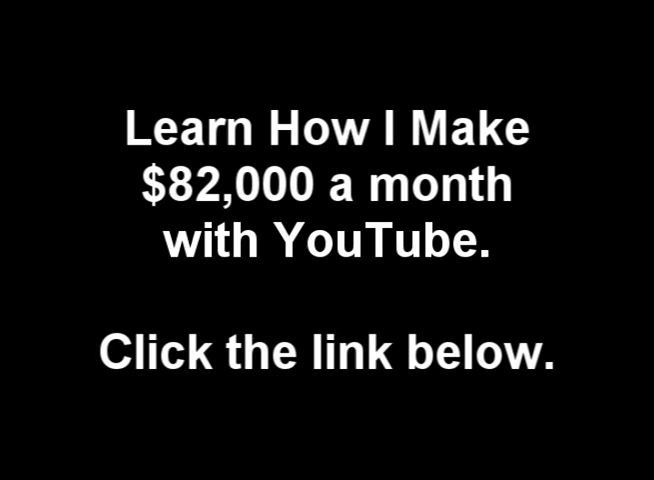 Learn How I Make
$82,000 a month
with YouTube.
Click the link below.